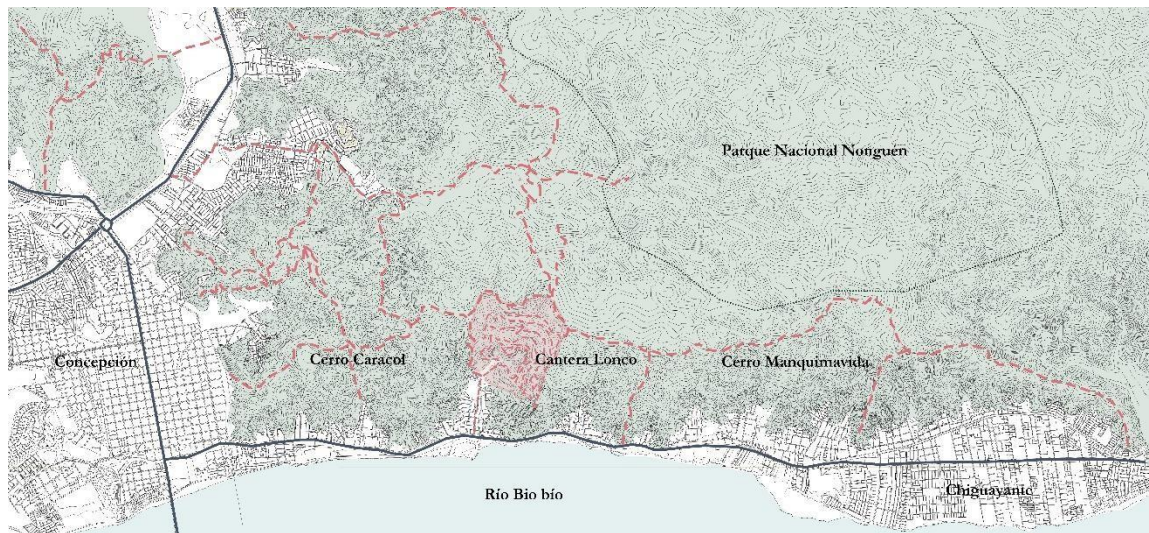 Parque Nacional Nonguén
Concepción
Cerro Caracol
Cantera Lonco
Cerro Manquimavida
Río Bio bío
Chiguayante